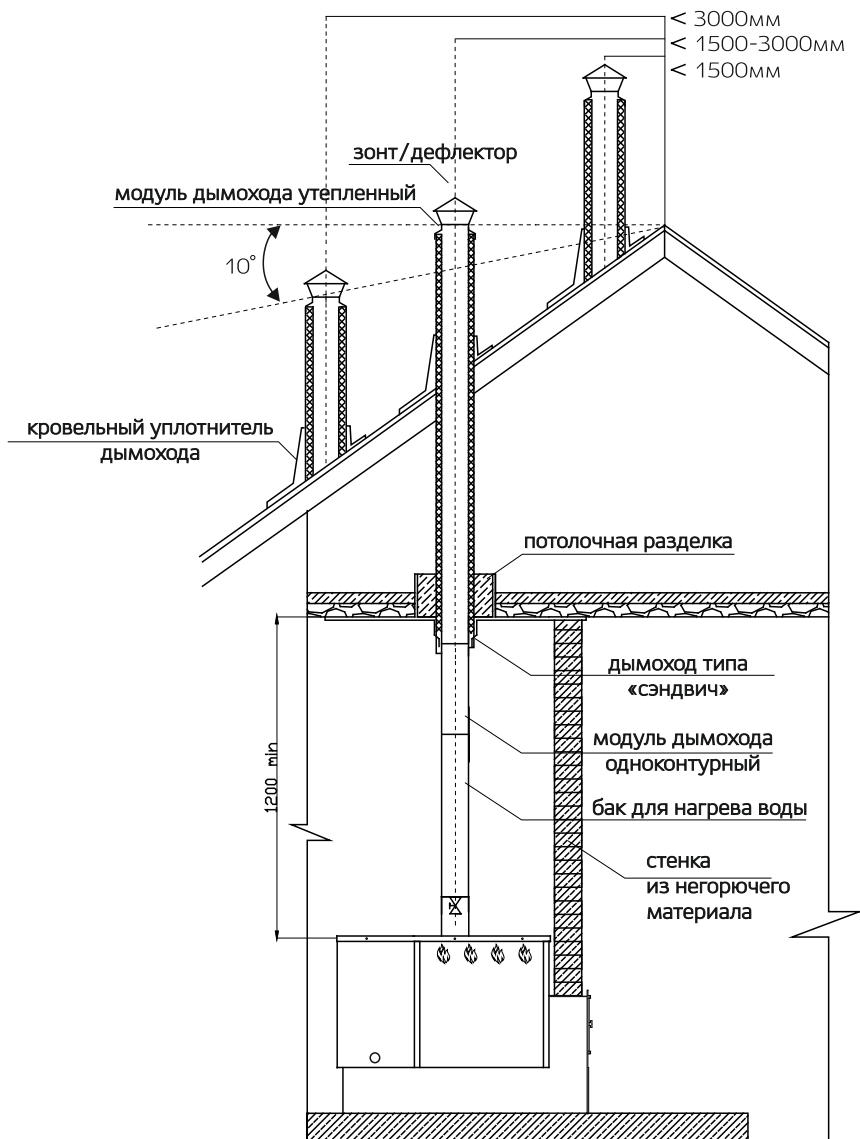 < 3000мм
< 1500-3000мм
< 1500мм
зонт/дефлектор
модуль дымохода утепленный
10°
кровельный уплотнитель
дымохода
потолочная разделка
дымоход типа
«сэндвич»
модуль дымохода
одноконтурный
1200 min
бак для нагрева воды
стенка
из негорючего
материала